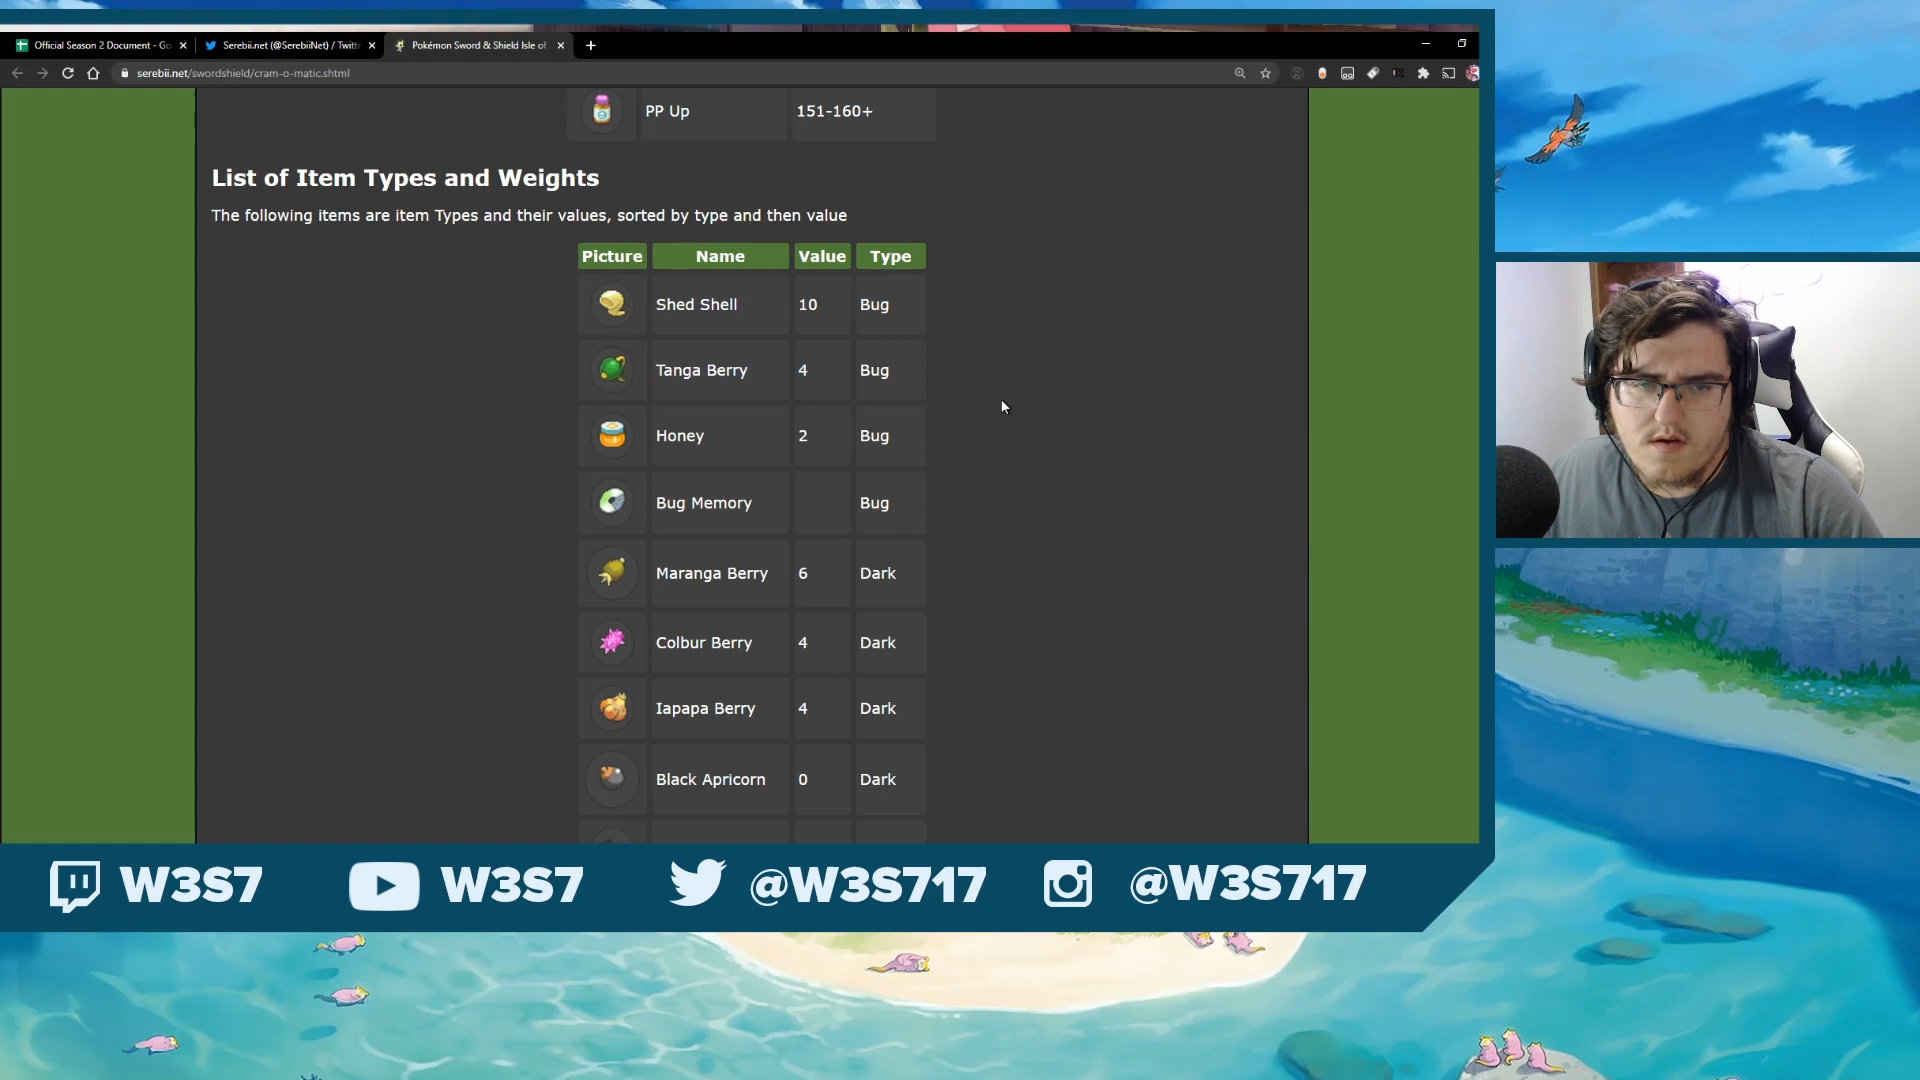 Official Season 2 Document - Go
Serebii.net (@SerebiiNet) / Twitte
Pokémon Sword & Shield Isle of
serebii.net/swordshield/cram-o-matic.shtml
PP Up 151-160+
List of Item Types and Weights
The following items are item Types and their values, sorted by type and then value
Picture Name Value Type
Shed Shell 10 Bug
Tanga Berry 4 Bug
Honey 2 Bug
Bug Memory Bug
Maranga Berry 6 Dark
Colbur Berry 4 Dark
Iapapa Berry 4 Dark
Black Apricorn 0 Dark
W3S7 W3S7 @W3S717 @W3S717